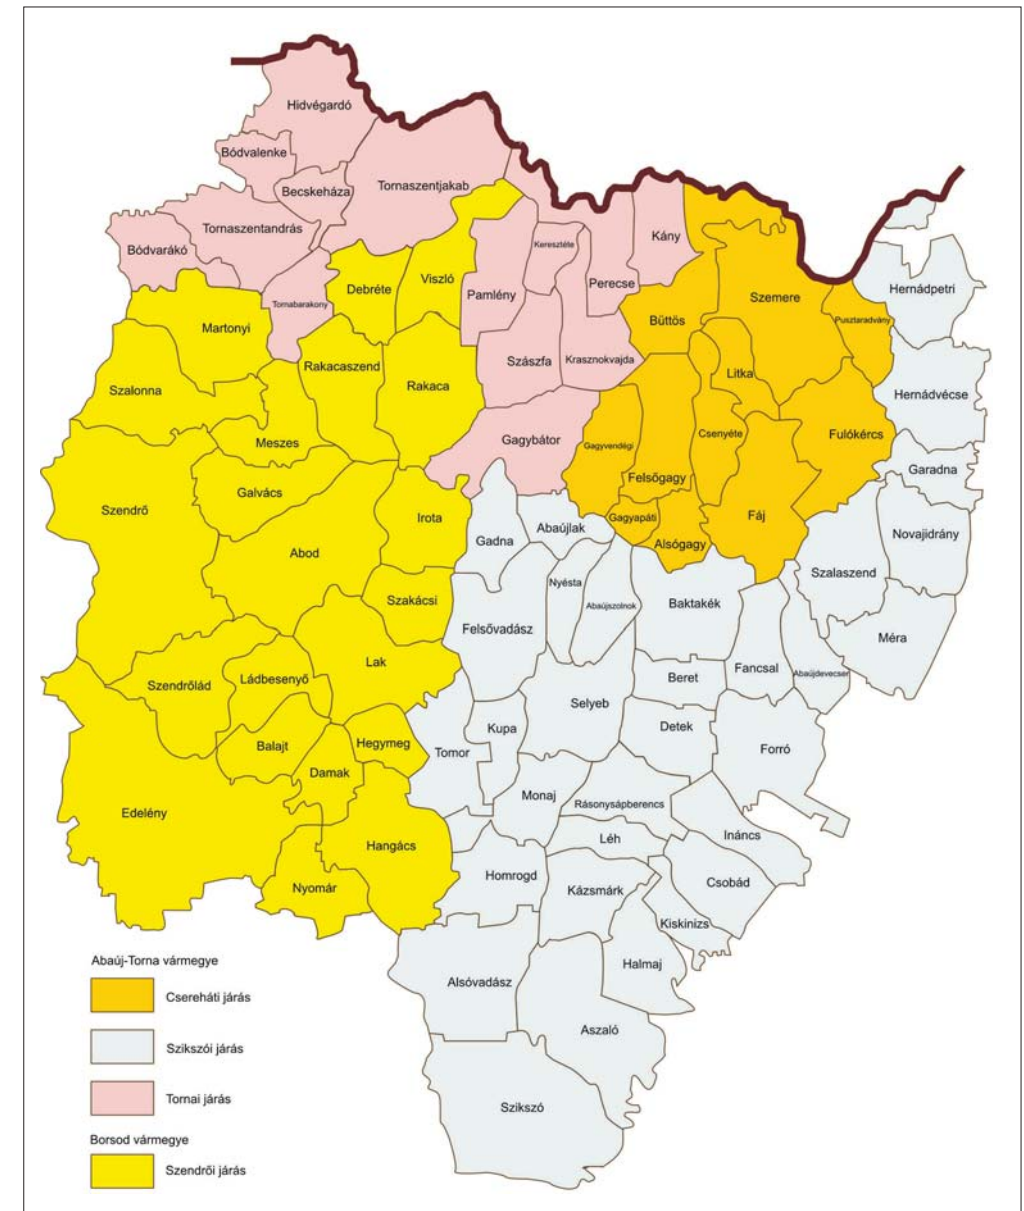 Hidvégardó
Bódvalenke
Becskeháza
Tornaszentjakab
Tornaszentandrás
Bódvarákó
Kány
Keresztéte
Perecse
Hernádpetri
Debréte
Viszló
Pamlény
Szemere
Tornabarakony
Büttös
Pusztaradvány
Martonyi
Szászfa
Krasznokvajda
Rakacaszend
Litka
Rakaca
Szalonna
Hernádvécse
Meszes
Gagybátor
Gagyvendégi
Csenyéte
Fulókércs
Garadna
Felsőgagy
Galvács
Szendrő
Irota
Gagyapáti
Fáj
Abaújlak
Novajidrány
Gadna
Alsógagy
Abod
Szalaszend
Nyésta
Szakácsi
Abaújszolnok
Baktakék
Felsővadász
Méra
Lak
Fancsal
Abaújdevecser
Szendrőlád
Ládbesenyő
Beret
Selyeb
Kupa
Detek
Balajt
Hegymeg
Tomor
Forró
Damak
Monaj
Rásonysápberencs
Edelény
Ináncs
Léh
Hangács
Homrogd
Csobád
Nyomár
Kázsmárk
Kiskinizs
Halmaj
Alsóvadász
Aszaló
Szikszó
Abaúj-Torna vármegye
Csereháti járás
Szikszói járás
Tornai járás
Borsod vármegye
Szendrői járás